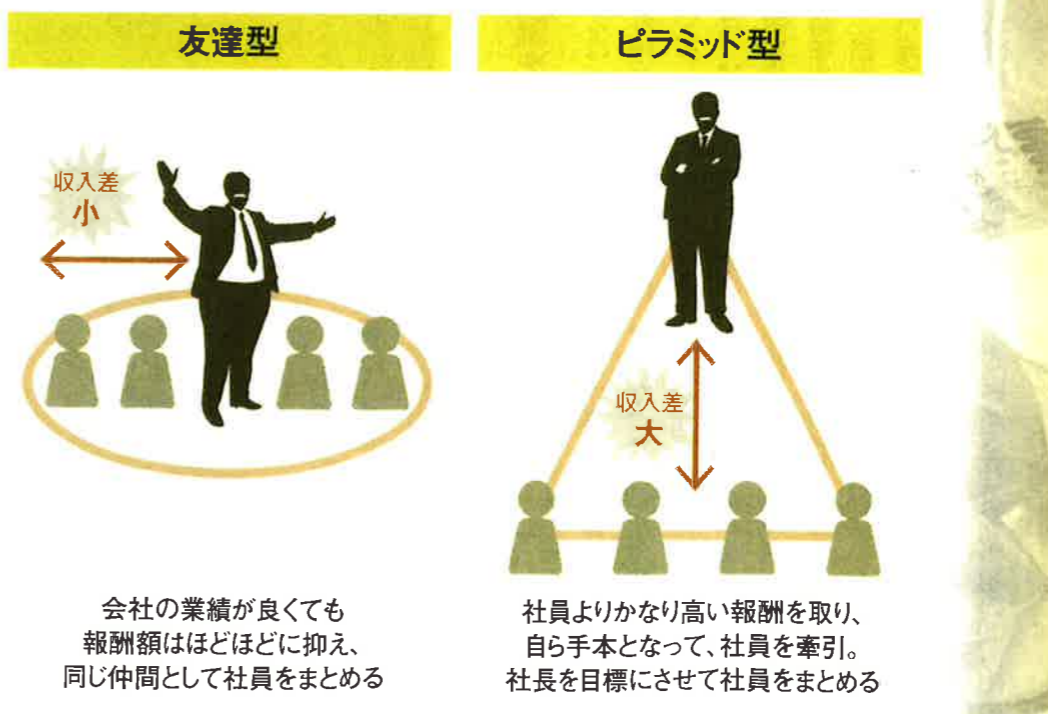 友達型
収入差
小
会社の業績が良くても
報酬額はほどほどに抑え、
同じ仲間として社員をまとめる
ピラミッド型
収入差
大
社員よりかなり高い報酬を取り、
自ら手本となって、社員を牽引。
社長を目標にさせて社員をまとめる